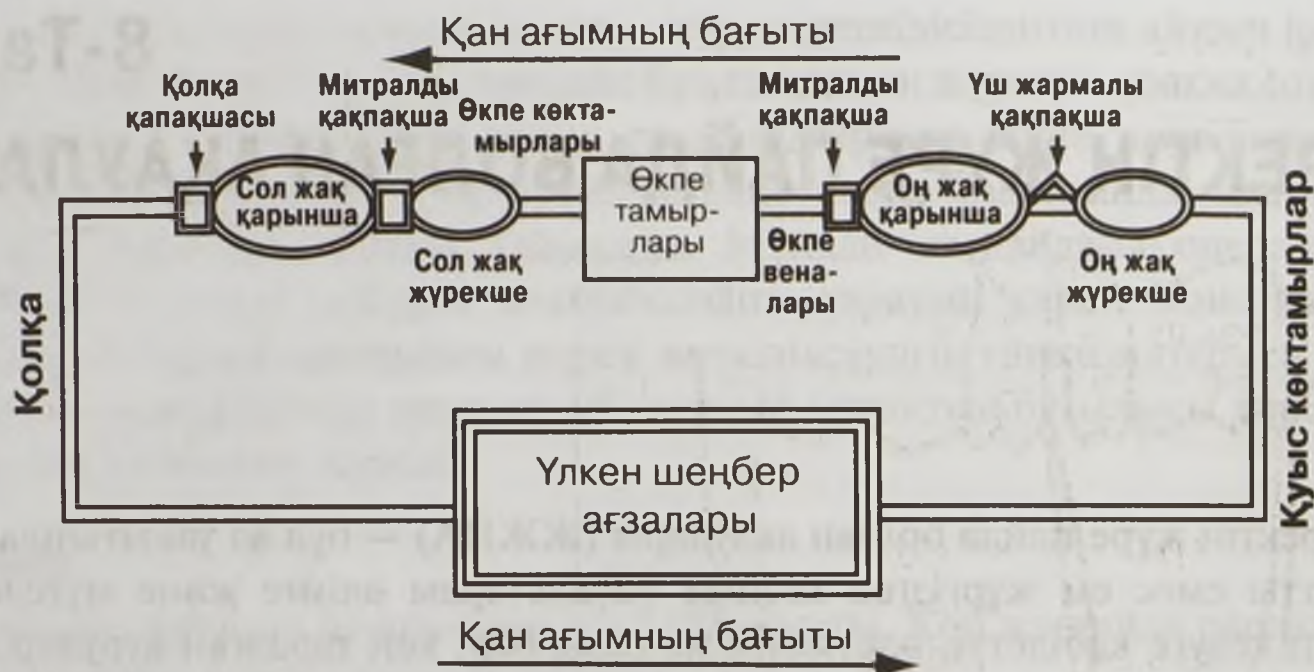 Қан ағымның бағыты
Қолқа
қапақшасы
Митралды
қақпақша
Өкпе көкта-
мырлары
Митралды
қақпақша
Үш жармалы
қақпақша
Сол жақ
қарынша
Сол жақ
жүрекше
Өкпе
тамыр-
лары
Өкпе
вена-
лары
Оң жақ
қарынша
Оң жақ
жүрекше
Қолқа
Қуыс көктамырлар
Үлкен шеңбер
ағзалары
Қан ағымның бағыты
8-Та